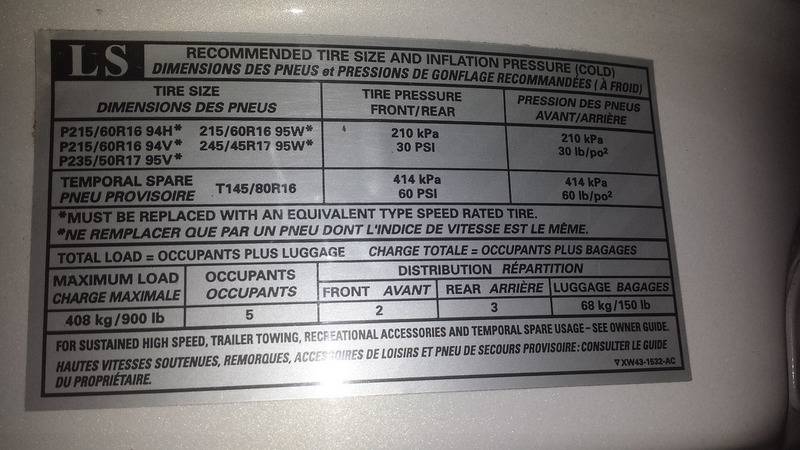 LS
RECOMMENDED TIRE SIZE AND INFLATION PRESSURE (COLD)
DIMENSIONS DES PNEUS et PRESSIONS DE GONFLAGE RECOMMANDÉES (À FROID)
TIRE SIZE
DIMENSIONS DES PNEUS
TIRE PRESSURE
FRONT/REAR
PRESSION DES PNEUS
AVANT/ARRIÈRE
P215/60R16 94H* 215/60R16 95W*
P215/60R16 94V* 245/45R17 95W*
P235/50R17 95V*
210 kPa
30 PSI
210 kPa
30 lb/po²
TEMPORAL SPARE
PNEU PROVISOIRE
T145/80R16
414 kPa
60 PSI
414 kPa
60 lb/po²
*MUST BE REPLACED WITH AN EQUIVALENT TYPE SPEED RATED TIRE.
*NE REMPLACER QUE PAR UN PNEU DONT L'INDICE DE VITESSE EST LE MÊME.
TOTAL LOAD = OCCUPANTS PLUS LUGGAGE CHARGE TOTALE = OCCUPANTS PLUS BAGAGES
MAXIMUM LOAD
CHARGE MAXIMALE
OCCUPANTS
OCCUPANTS
DISTRIBUTION RÉPARTITION
FRONT AVANT
REAR ARRIÈRE
LUGGAGE BAGAGES
408 kg/900 lb
5
2
3
68 kg/150 lb
FOR SUSTAINED HIGH SPEED, TRAILER TOWING, RECREATIONAL ACCESSORIES AND TEMPORAL SPARE USAGE – SEE OWNER GUIDE.
HAUTES VITESSES SOUTENUES, REMORQUES, ACCESSOIRES DE LOISIRS ET PNEU DE SECOURS PROVISOIRE: CONSULTER LE GUIDE
DU PROPRIÉTAIRE.
▽XW43-1532-AC